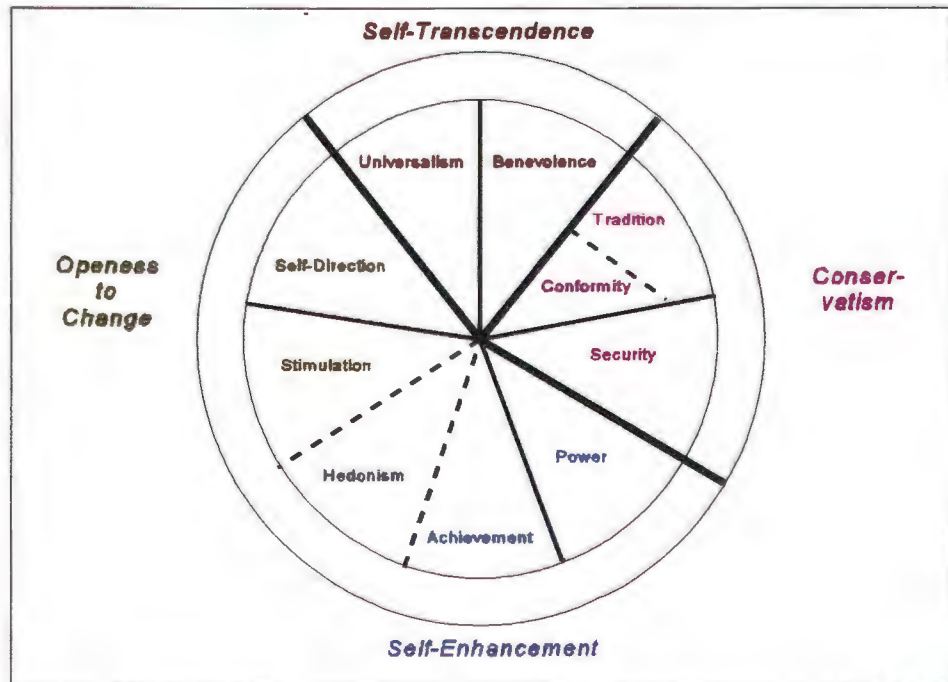 Self-Transcendence
Universalism
Benevolence
Tradition
Self-Direction
Conformity
Openess
to
Change
Conser-
vatism
Stimulation
Security
Hedonism
Power
Achievement
Self-Enhancement